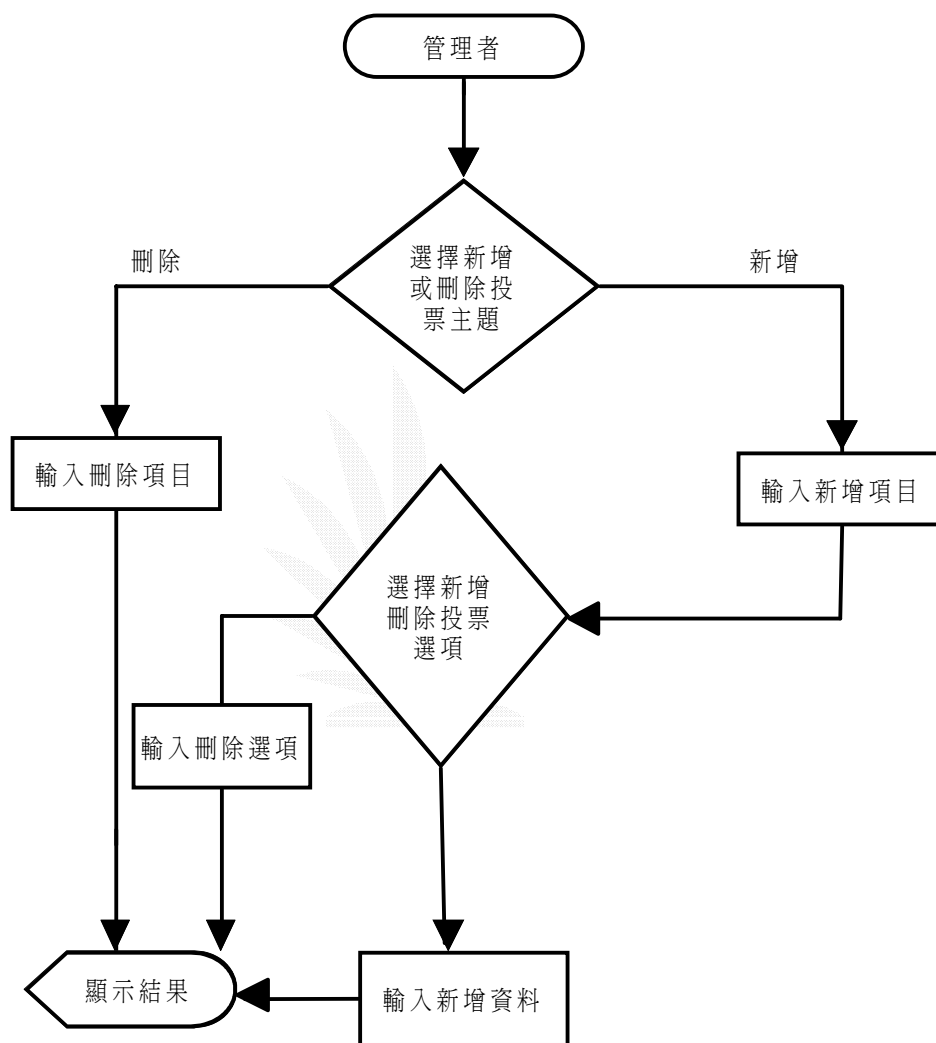 管理者
刪除
選擇新增
或刪除投
票主題
新增
輸入刪除項目
輸入新增項目
選擇新增
刪除投票
選項
輸入刪除選項
顯示結果
輸入新增資料